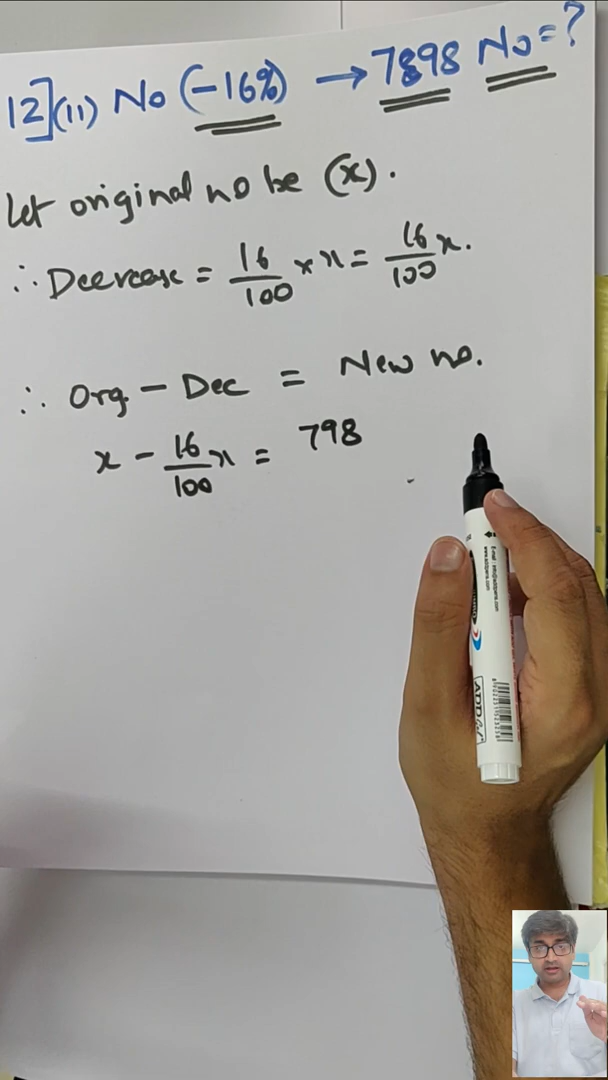 12](11) No (-16%) → 7898 No=?
Let original no be (x).
∴ Decrease = 16/100 × x = 16/100 x.
∴ Org. - Dec = New no.
x - 16/100 x = 798
ADD